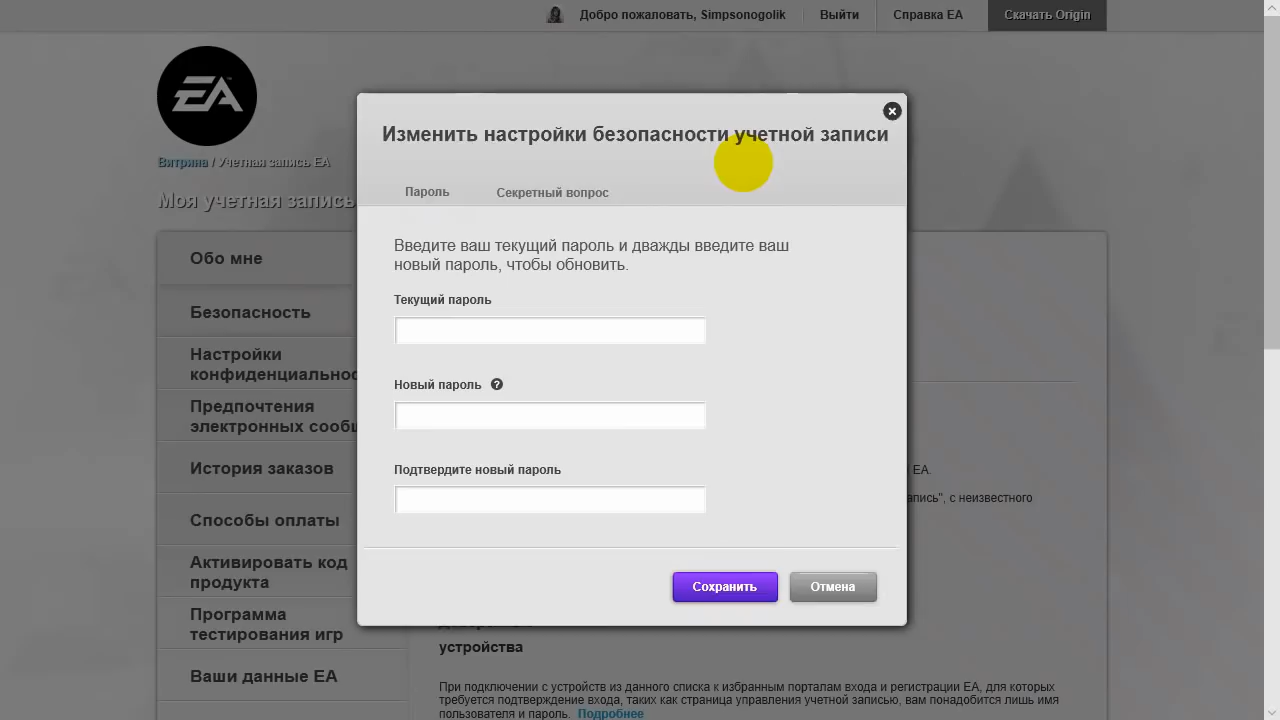 Добро пожаловать, Simpsonogolik
Выйти
Справка EA
Скачать Origin
EA
Витрина / Учетная запись EA
Моя учетная запись
Обо мне
Безопасность
Настройки
конфиденциальнос
Предпочтения
электронных сообщ
История заказов
Способы оплаты
Активировать код
продукта
Программа
тестирования игр
Ваши данные EA
Изменить настройки безопасности учетной записи
Пароль
Секретный вопрос
Введите ваш текущий пароль и дважды введите ваш
новый пароль, чтобы обновить.
Текущий пароль
Новый пароль ?
Подтвердите новый пароль
Сохранить
Отмена
EA.
апись", с неизвестного
устройства
При подключении с устройств из данного списка к избранным порталам входа и регистрации EA, для которых
требуется подтверждение входа, таких как страница управления учетной записью, вам понадобится лишь имя
пользователя и пароль. Подробнее